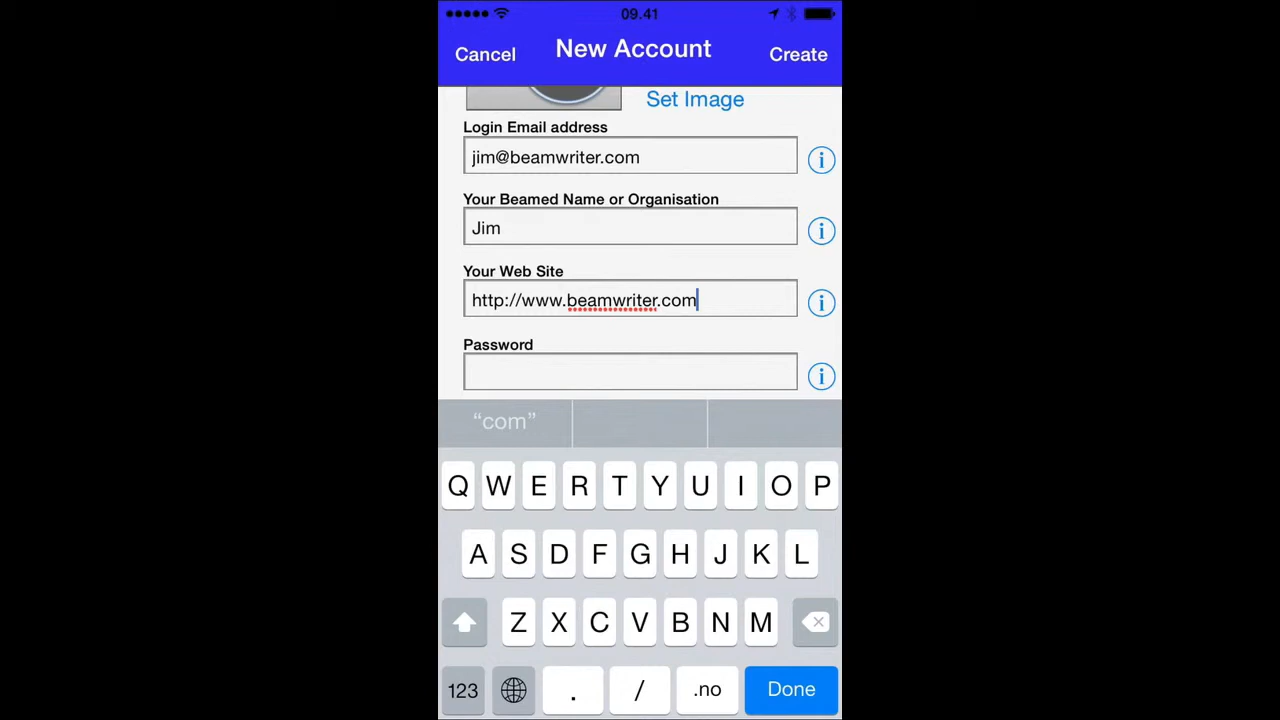 09.41
Cancel New Account Create
Set Image
Login Email address
jim@beamwriter.com
i
Your Beamed Name or Organisation
Jim
i
Your Web Site
http://www.beamwriter.com
i
Password
i
“com”
Q W E R T Y U I O P
A S D F G H J K L
Z X C V B N M
123 . / .no Done